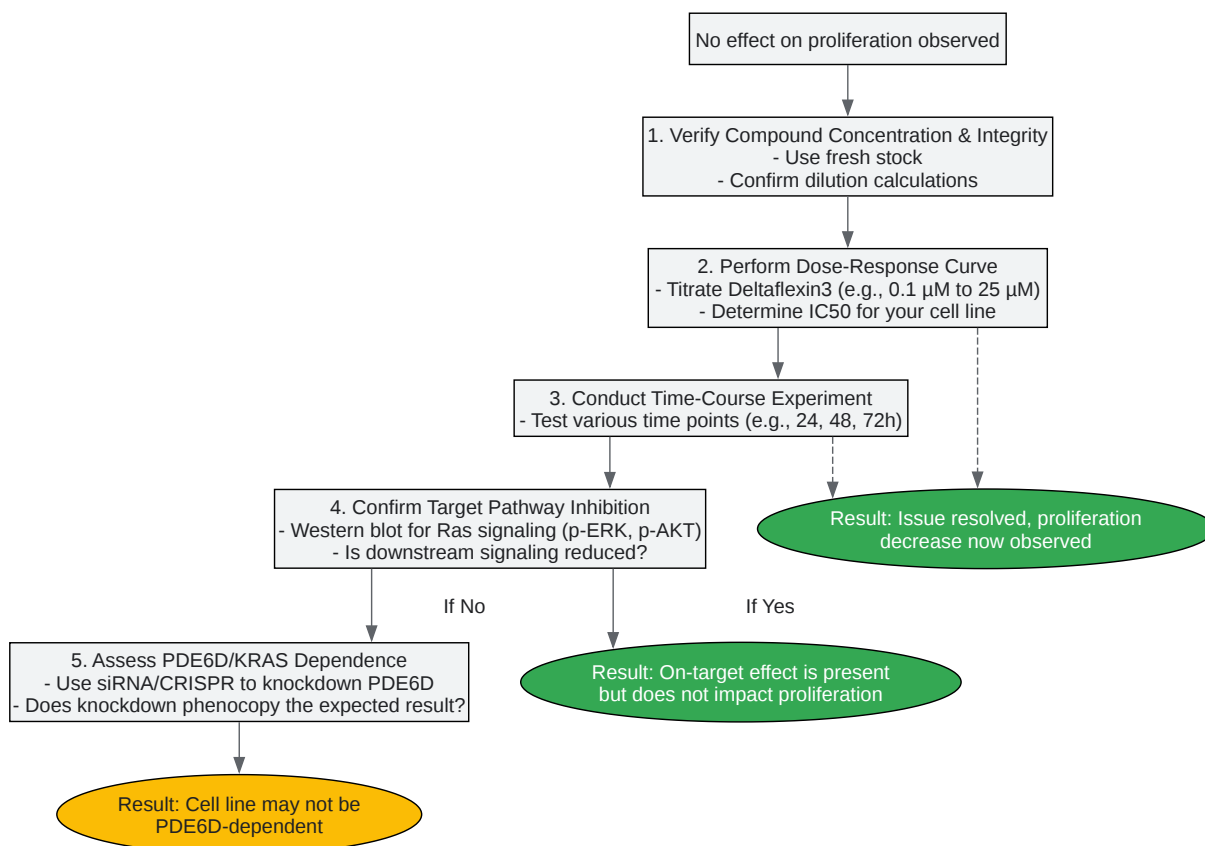 No effect on proliferation observed
1. Verify Compound Concentration & Integrity
- Use fresh stock
- Confirm dilution calculations
2. Perform Dose-Response Curve
- Titrate Deltaflexin3 (e.g., 0.1 µM to 25 µM)
- Determine IC50 for your cell line
3. Conduct Time-Course Experiment
- Test various time points (e.g., 24, 48, 72h)
4. Confirm Target Pathway Inhibition
- Western blot for Ras signaling (p-ERK, p-AKT)
- Is downstream signaling reduced?
Result: Issue resolved, proliferation
decrease now observed
If No
If Yes
5. Assess PDE6D/KRAS Dependence
- Use siRNA/CRISPR to knockdown PDE6D
- Does knockdown phenocopy the expected result?
Result: On-target effect is present
but does not impact proliferation
Result: Cell line may not be
PDE6D-dependent